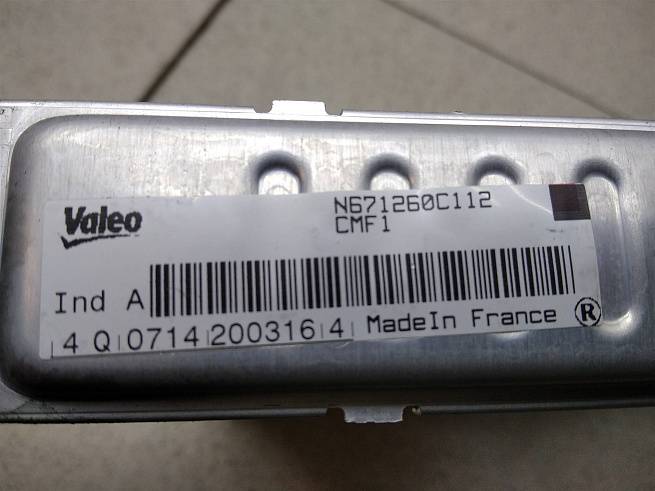 Valeo
N671260C112
CMF1
Ind A
4 Q 0714 200316 4 MadeIn France ®